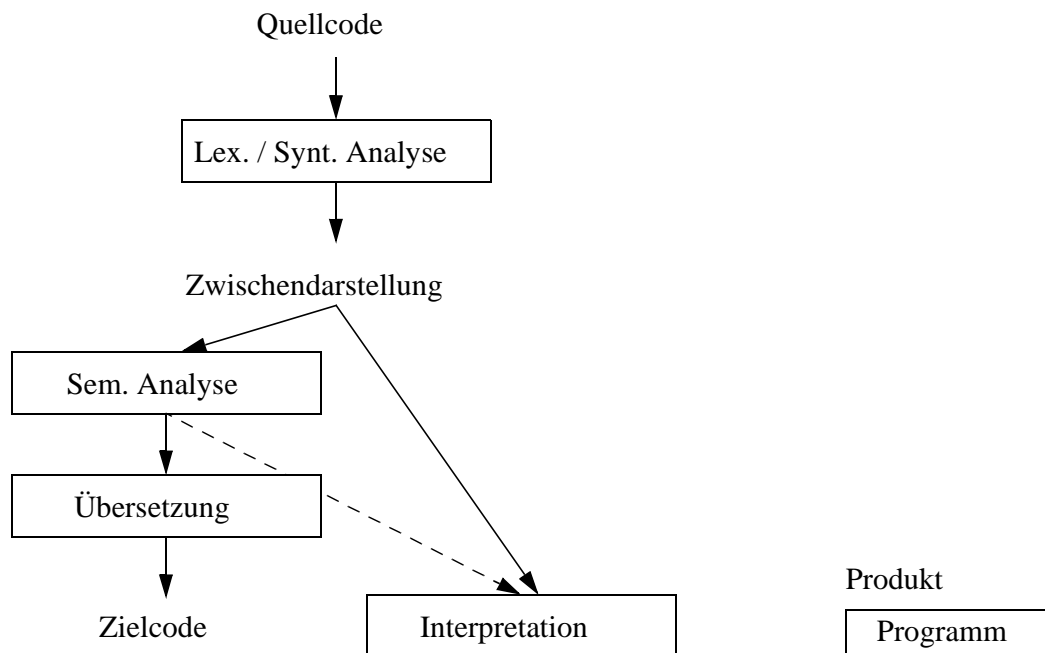 Quellcode
Lex. / Synt. Analyse
Zwischendarstellung
Sem. Analyse
Übersetzung
Zielcode
Interpretation
Produkt
Programm